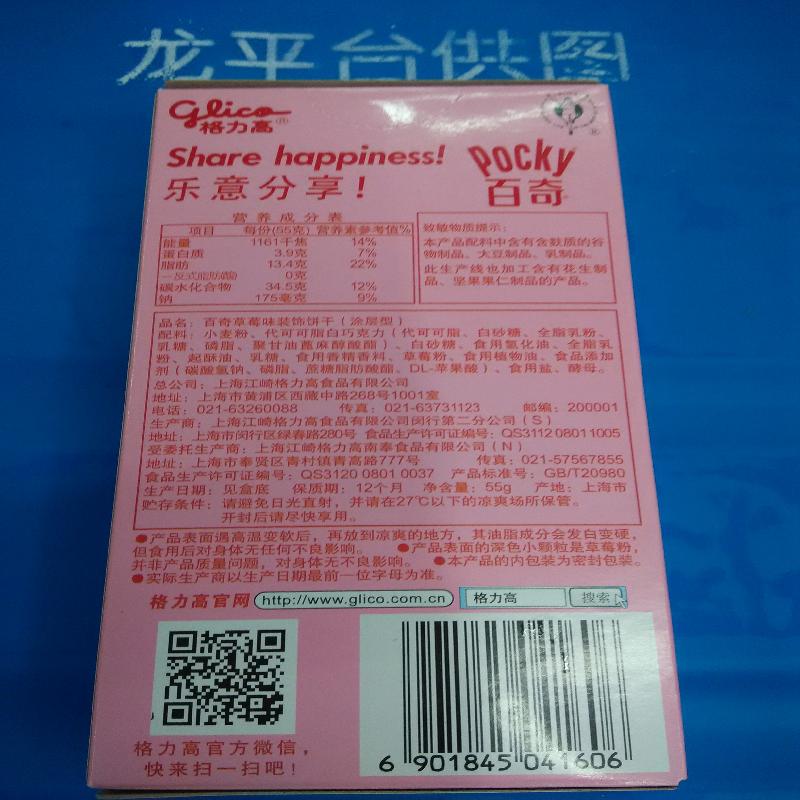 龙平台供图
Glico
格力高®
®
Share happiness!
乐意分享!
Pocky
百奇
营养成分表
项目 每份(55克) 营养素参考值%
能量 1161千焦 14%
蛋白质 3.9克 7%
脂肪 13.4克 22%
—反式脂肪酸 0克
碳水化合物 34.5克 12%
钠 175毫克 9%
致敏物质提示:
本产品配料中含有含麸质的谷
物制品、大豆制品、乳制品。
此生产线也加工含有花生制
品、坚果果仁制品的产品。
品名:百奇草莓味装饰饼干(涂层型)
配料:小麦粉、代可可脂白巧克力(代可可脂、白砂糖、全脂乳粉、
乳糖、磷脂、聚甘油蓖麻醇酸酯)、白砂糖、食用氢化油、全脂乳
粉、起酥油、乳糖、食用香精香料、草莓粉、食用植物油、食品添加
剂(碳酸氢钠、磷脂、蔗糖脂肪酸酯、DL-苹果酸)、食用盐、酵母。
总公司:上海江崎格力高食品有限公司
地址:上海市黄浦区西藏中路268号1001室
电话:021-63260088 传真:021-63731123 邮编:200001
生产商:上海江崎格力高食品有限公司闵行第二分公司(S)
地址:上海市闵行区绿春路280号 食品生产许可证编号:QS3112 0801 1005
受委托生产商:上海江崎格力高南奉食品有限公司(N)
地址:上海市奉贤区青村镇青高路777号 传真:021-57567855
食品生产许可证编号:QS3120 0801 0037 产品标准号:GB/T20980
生产日期:见盒底 保质期:12个月 净含量:55g 产地:上海市
贮存条件:请避免日光直射,并请在27℃以下的凉爽场所保管。
开封后请尽快享用。
●产品表面遇高温变软后,再放到凉爽的地方,其油脂成分会发白变硬,
但食用后对身体无任何不良影响。 ●产品表面的深色小颗粒是草莓粉,
并非产品质量问题,对身体无不良影响。 ●本产品的内包装为密封包装。
●实际生产商以生产日期最前一位字母为准。
格力高官网 http://www.glico.com.cn 格力高 搜索
格力高官方微信,
快来扫一扫吧!
6 901845 041606